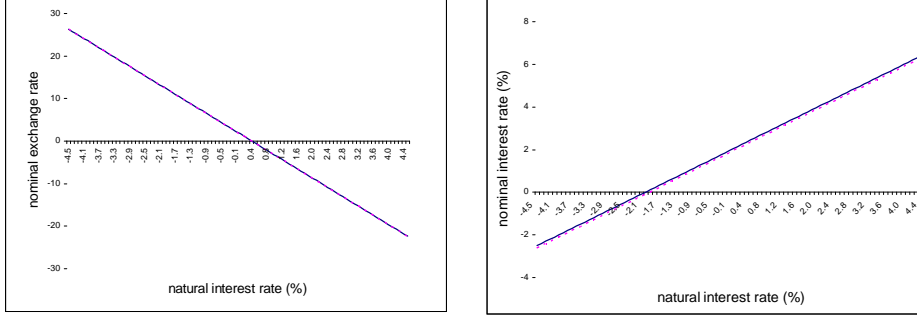 30
20
10
0
-10
-20
-30
nominal exchange rate
-4.5 -4.1 -3.7 -3.3 -2.9 -2.5 -2.1 -1.7 -1.3 -0.9 -0.5 -0.1 0.4 0.8 1.2 1.6 2.0 2.4 2.8 3.2 3.6 4.0 4.4
natural interest rate (%)
8
6
4
2
0
-2
-4
nominal interest rate (%)
-4.5 -4.1 -3.7 -3.3 -2.9 -2.5 -2.1 -1.7 -1.3 -0.9 -0.5 -0.1 0.4 0.8 1.2 1.6 2.0 2.4 2.8 3.2 3.6 4.0 4.4
natural interest rate (%)